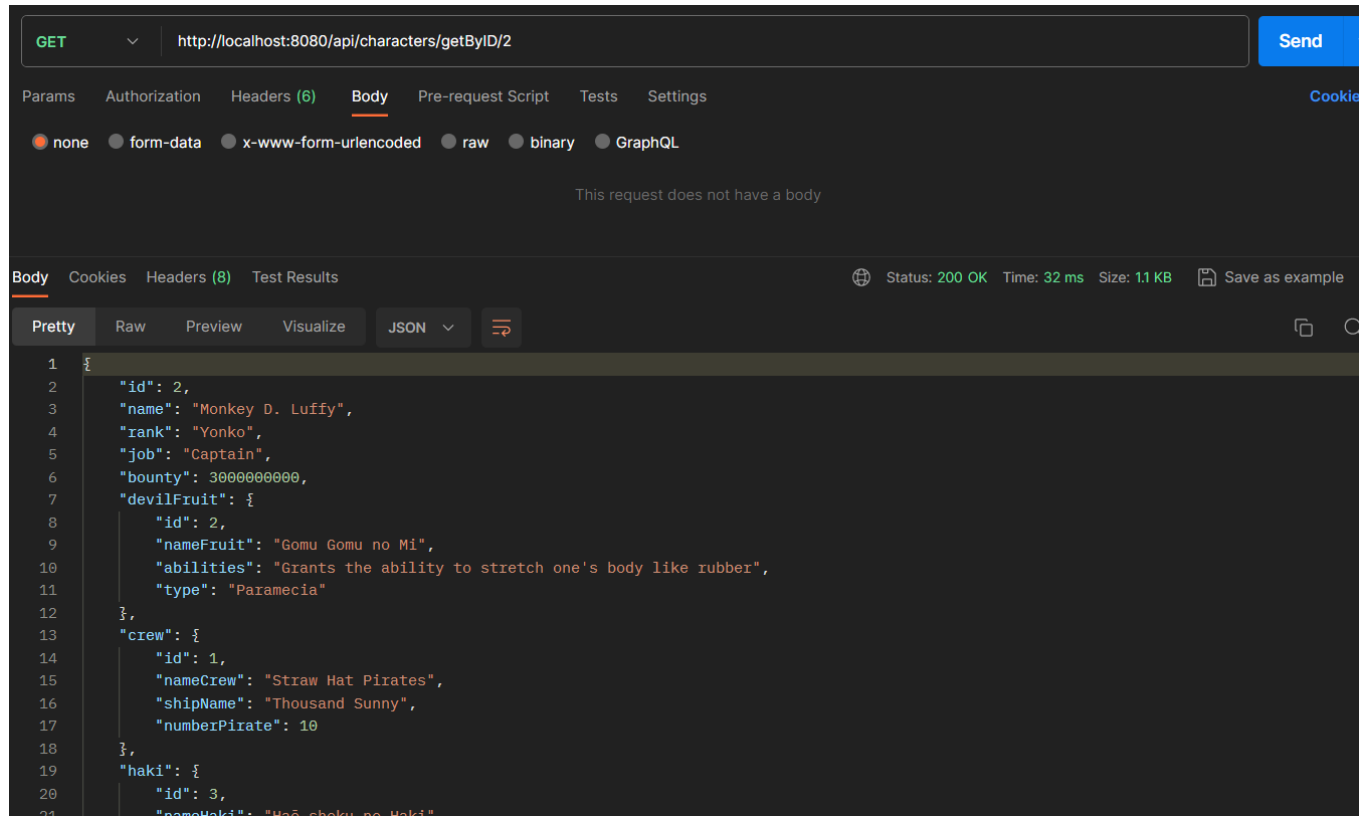 GET http://localhost:8080/api/characters/getByID/2 Send
Params Authorization Headers (6) Body Pre-request Script Tests Settings Cookie
none form-data x-www-form-urlencoded raw binary GraphQL
This request does not have a body
Body Cookies Headers (8) Test Results Status: 200 OK Time: 32 ms Size: 1.1 KB Save as example
Pretty Raw Preview Visualize JSON
1 {
2 "id": 2,
3 "name": "Monkey D. Luffy",
4 "rank": "Yonko",
5 "job": "Captain",
6 "bounty": 3000000000,
7 "devilFruit": {
8 "id": 2,
9 "nameFruit": "Gomu Gomu no Mi",
10 "abilities": "Grants the ability to stretch one's body like rubber",
11 "type": "Paramecia"
12 },
13 "crew": {
14 "id": 1,
15 "nameCrew": "Straw Hat Pirates",
16 "shipName": "Thousand Sunny",
17 "numberPirate": 10
18 },
19 "haki": {
20 "id": 3,
21 "nameHaki": "Haō-shoku no Haki"